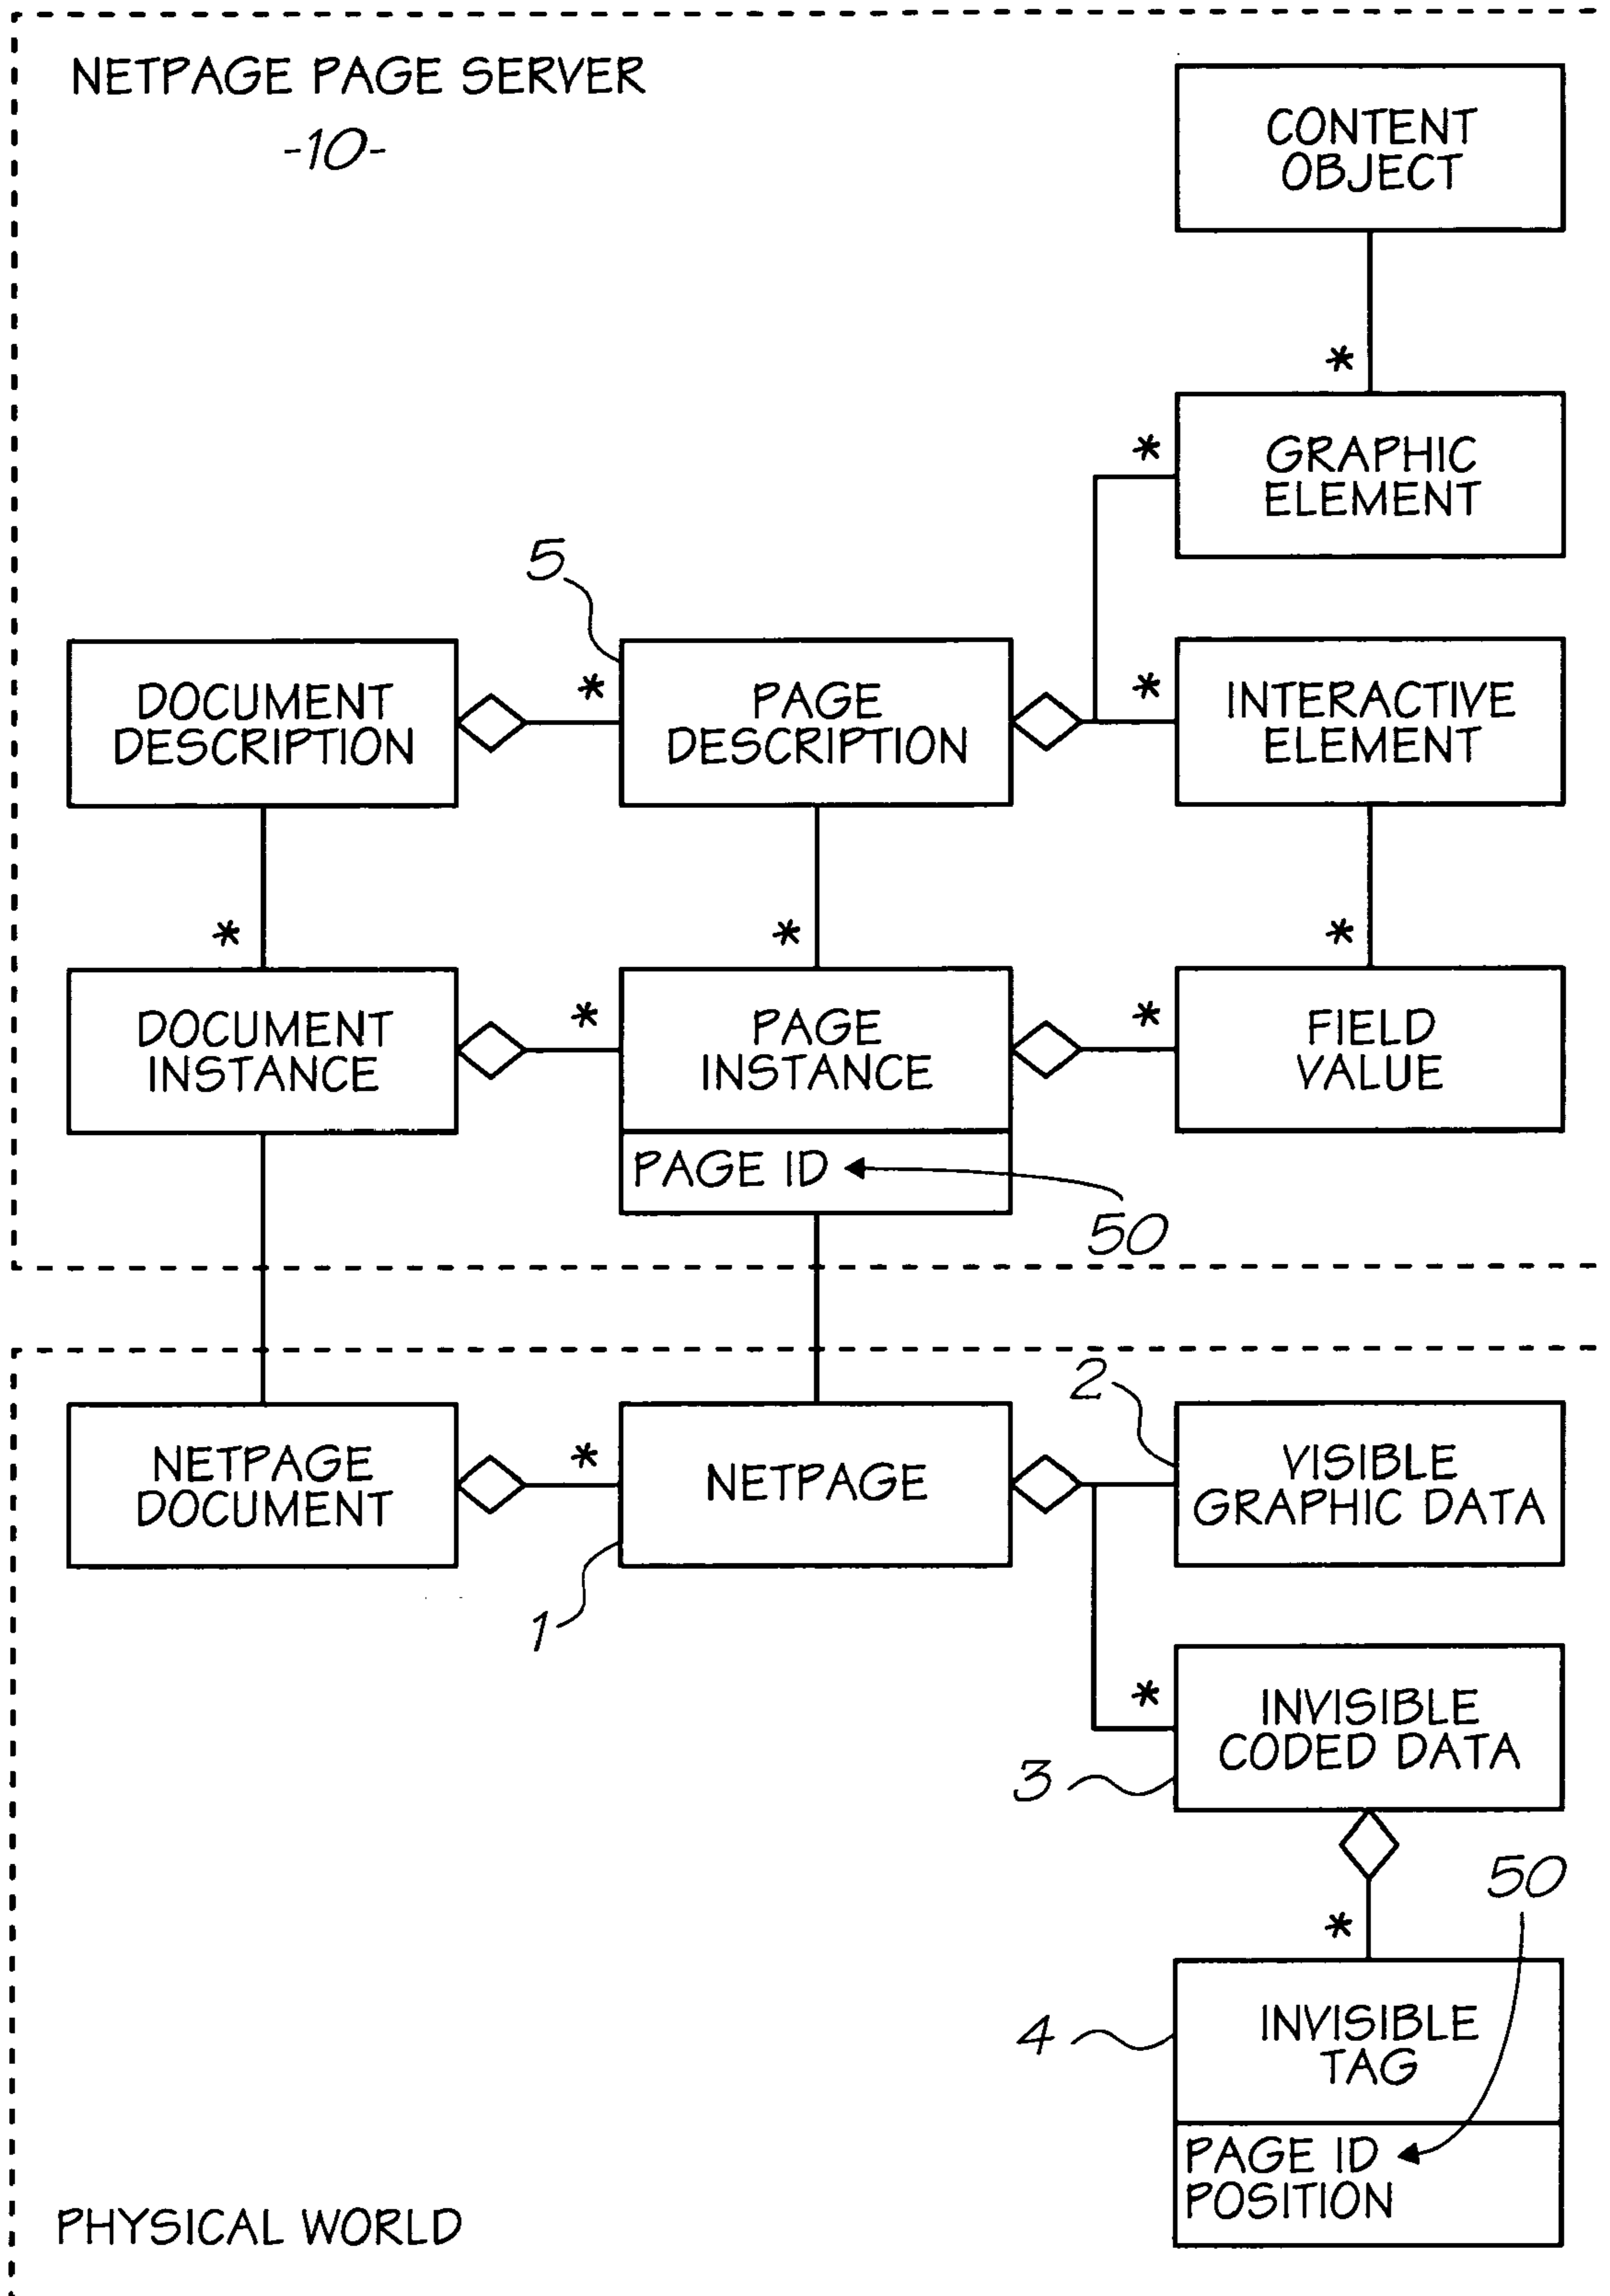 NETPAGE PAGE SERVER
-10-
CONTENT
OBJECT
*
*
GRAPHIC
ELEMENT
5
DOCUMENT
DESCRIPTION
*
PAGE
DESCRIPTION
*
INTERACTIVE
ELEMENT
*
*
*
DOCUMENT
INSTANCE
*
PAGE
INSTANCE
*
FIELD
VALUE
PAGE ID
50
2
NETPAGE
DOCUMENT
*
NETPAGE
VISIBLE
GRAPHIC DATA
1
*
INVISIBLE
CODED DATA
3
50
*
4
INVISIBLE
TAG
PAGE ID
POSITION
PHYSICAL WORLD